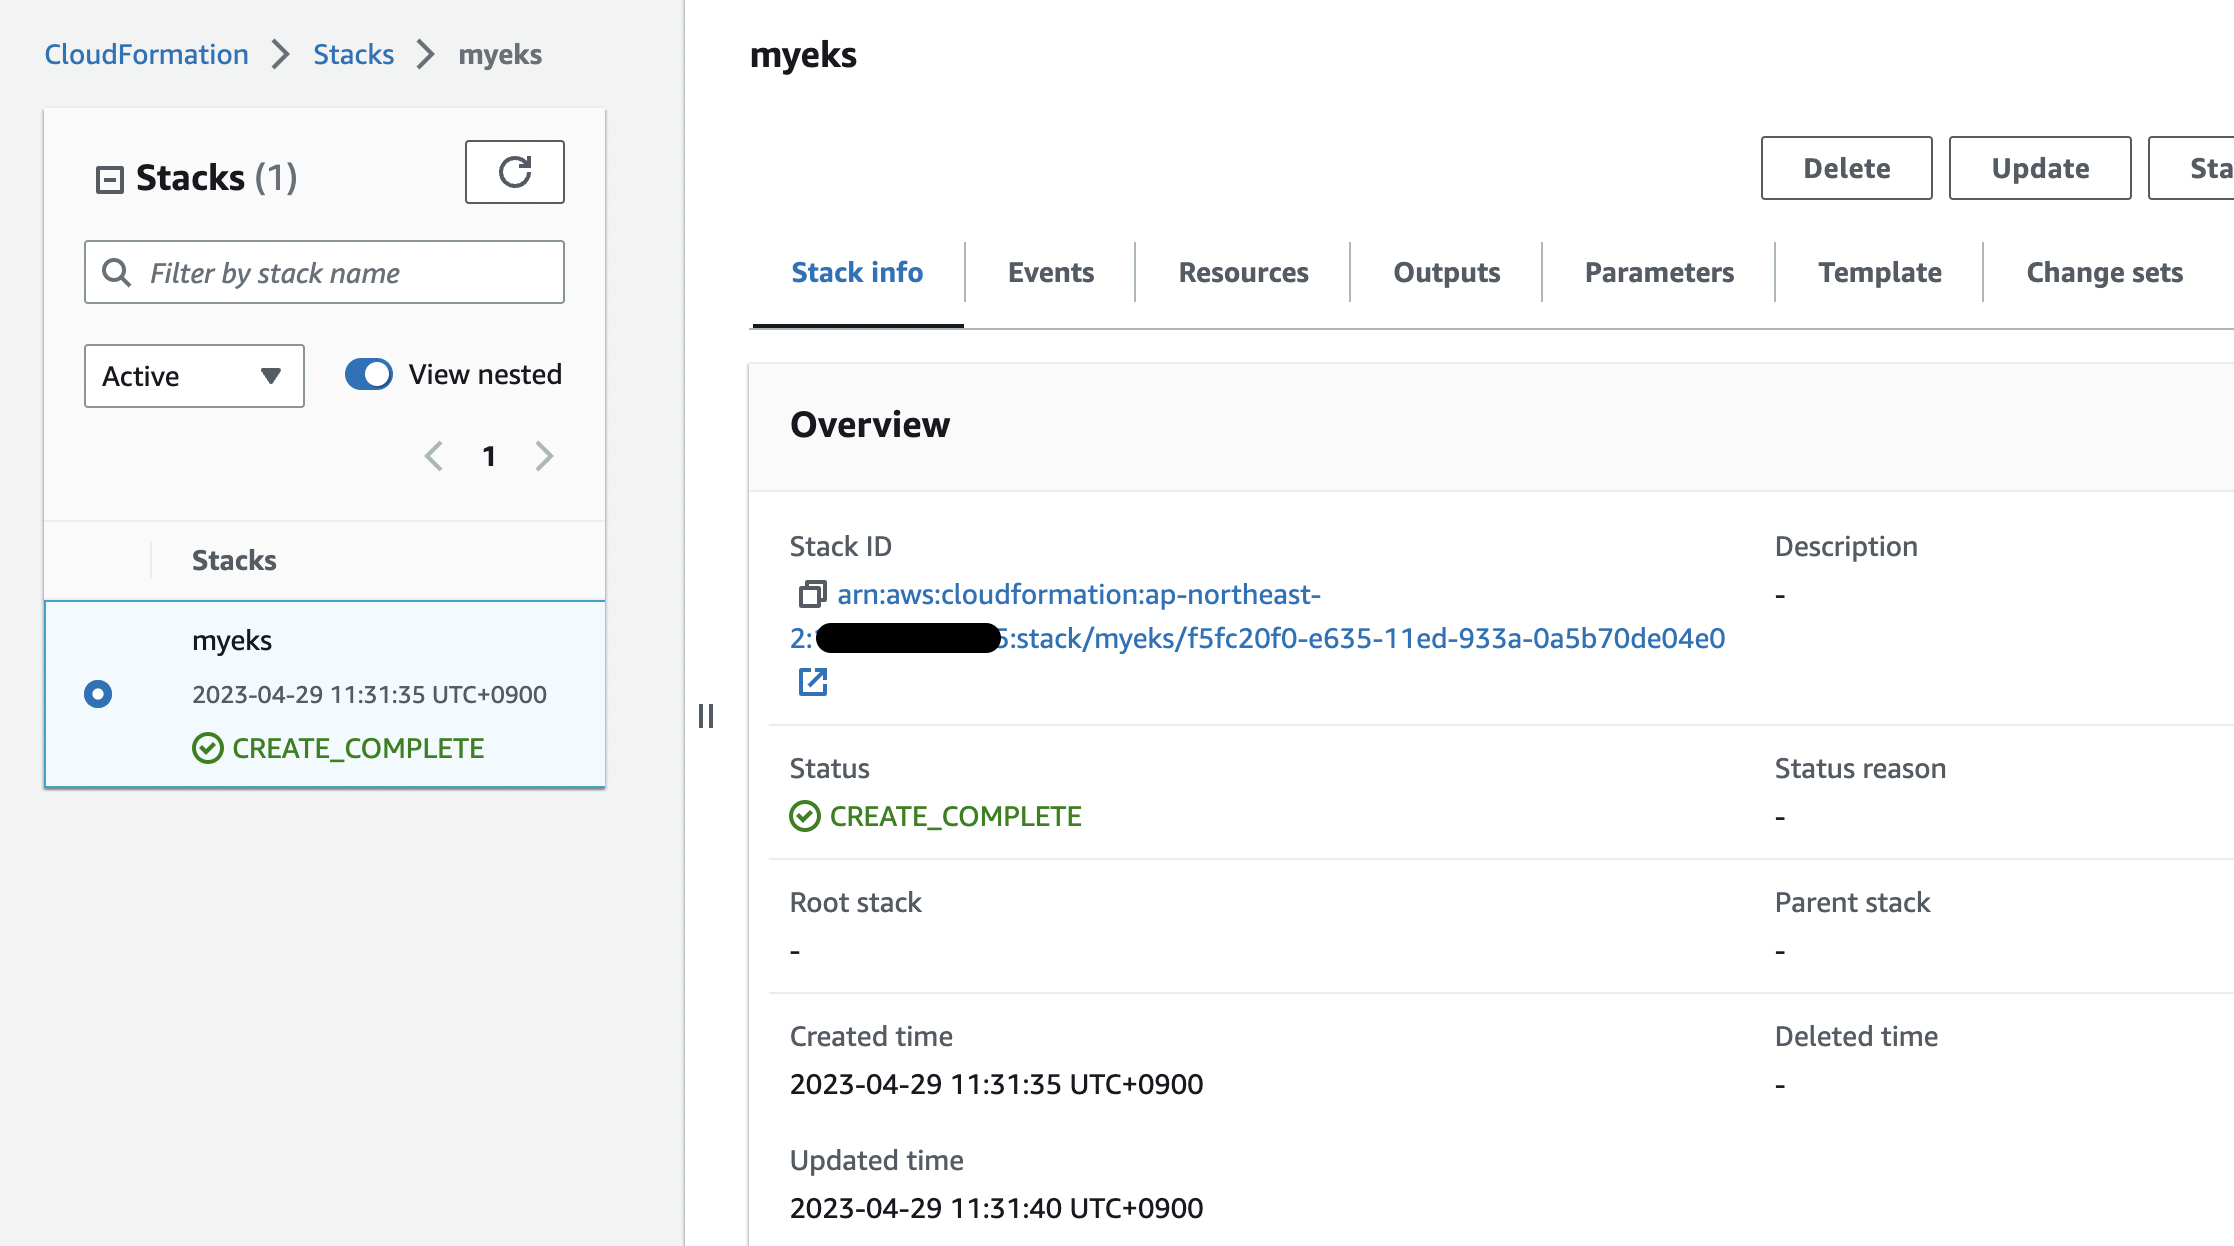 CloudFormation > Stacks > myeks
Stacks (1)
Filter by stack name
Active
View nested
1
Stacks
myeks
2023-04-29 11:31:35 UTC+0900
CREATE_COMPLETE
myeks
Delete
Update
Sta
Stack info
Events
Resources
Outputs
Parameters
Template
Change sets
Overview
Stack ID
arn:aws:cloudformation:ap-northeast-
2: 5:stack/myeks/f5fc20f0-e635-11ed-933a-0a5b70de04e0
Description
-
Status
CREATE_COMPLETE
Status reason
-
Root stack
-
Parent stack
-
Created time
2023-04-29 11:31:35 UTC+0900
Deleted time
-
Updated time
2023-04-29 11:31:40 UTC+0900